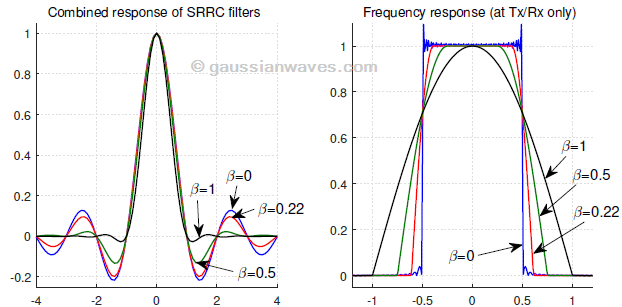 Combined response of SRRC filters
Frequency response (at Tx/Rx only)
© gaussianwaves.com
1
0.8
0.6
0.4
0.2
0
-0.2
-4
-2
0
2
4
β=1
β=0
β=0.22
β=0.5
1
0.8
0.6
0.4
0.2
0
-1
-0.5
0
0.5
1
β=1
β=0.5
β=0.22
β=0